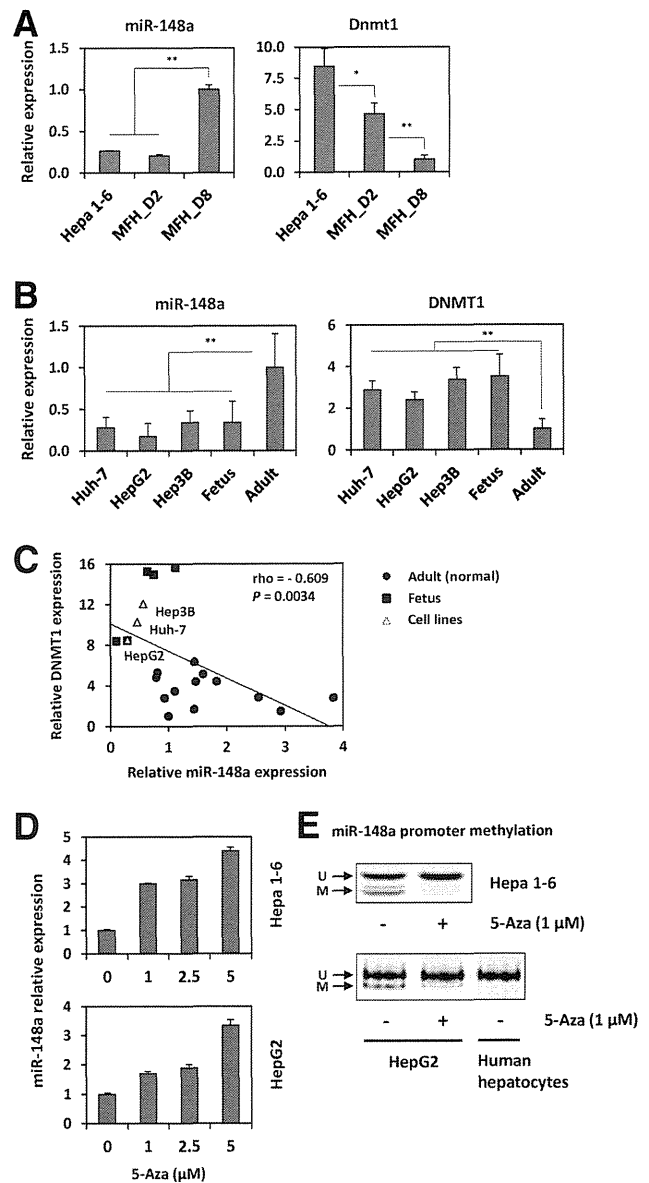 A
miR-148a
Dnmt1
Relative expression
1.5
1.0
0.5
0.0
**
Hepa 1-6
MFH_D2
MFH_D8
10.0
7.5
5.0
2.5
0.0
*
**
Hepa 1-6
MFH_D2
MFH_D8
B
miR-148a
DNMT1
Relative expression
1.5
1.0
0.5
0.0
**
Huh-7
HepG2
Hep3B
Fetus
Adult
6
4
2
0
**
Huh-7
HepG2
Hep3B
Fetus
Adult
C
Relative DNMT1 expression
16
12
8
4
0
rho = - 0.609
P = 0.0034
Hep3B
Huh-7
HepG2
0 1 2 3 4
Relative miR-148a expression
Adult (normal)
Fetus
Cell lines
D
miR-148a relative expression
5
4
3
2
1
0
0 1 2.5 5
Hepa 1-6
4
3
2
1
0
0 1 2.5 5
HepG2
5-Aza (µM)
E
miR-148a promoter methylation
U
M
Hepa 1-6
- + 5-Aza (1 µM)
U
M
- + - 5-Aza (1 µM)
HepG2
Human
hepatocytes